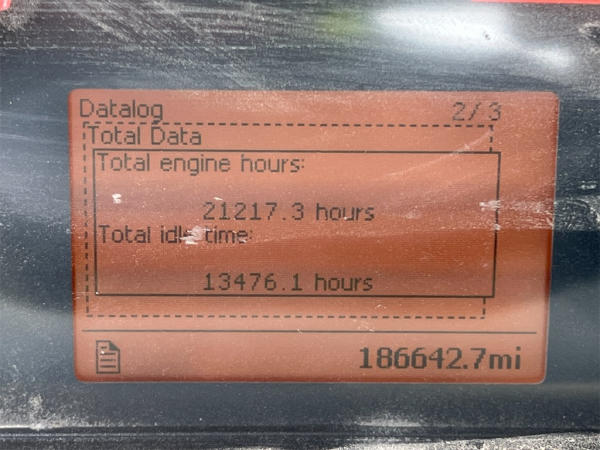 Datalog 2/3
Total Data
Total engine hours:
21217.3 hours
Total idle time:
13476.1 hours
186642.7mi